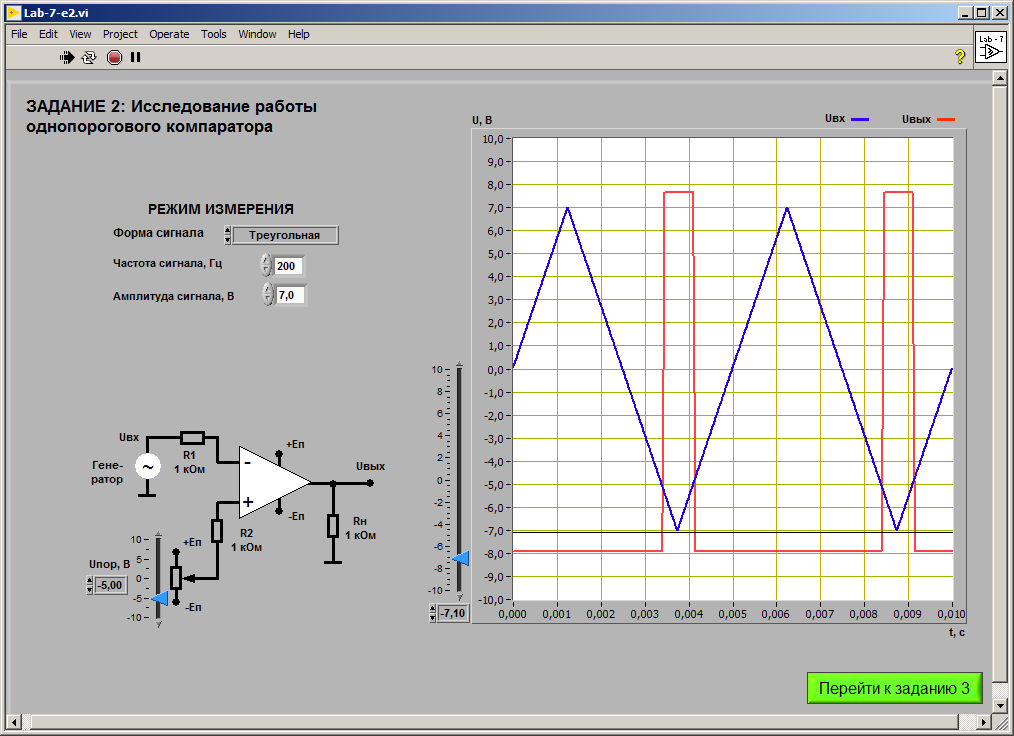 Lab-7-e2.vi
File Edit View Project Operate Tools Window Help
Lab - 7
ЗАДАНИЕ 2: Исследование работы
однопорогового компаратора
РЕЖИМ ИЗМЕРЕНИЯ
Форма сигнала Треугольная
Частота сигнала, Гц 200
Амплитуда сигнала, В 7,0
U, В
Uвх Uвых
10,0
9,0
8,0
7,0
6,0
5,0
4,0
3,0
2,0
1,0
0,0
-1,0
-2,0
-3,0
-4,0
-5,0
-6,0
-7,0
-8,0
-9,0
-10,0
0,000 0,001 0,002 0,003 0,004 0,005 0,006 0,007 0,008 0,009 0,010
t, с
10
8
6
4
2
0
-2
-4
-6
-8
-10
-7,10
Uвх
R1
1 кОм
Гене-
ратор
~
-
+
+Eп
-Eп
Uвых
Rн
1 кОм
R2
1 кОм
+Eп
-Eп
Uпор, В
-5,00
10
5
0
-5
-10
Перейти к заданию 3